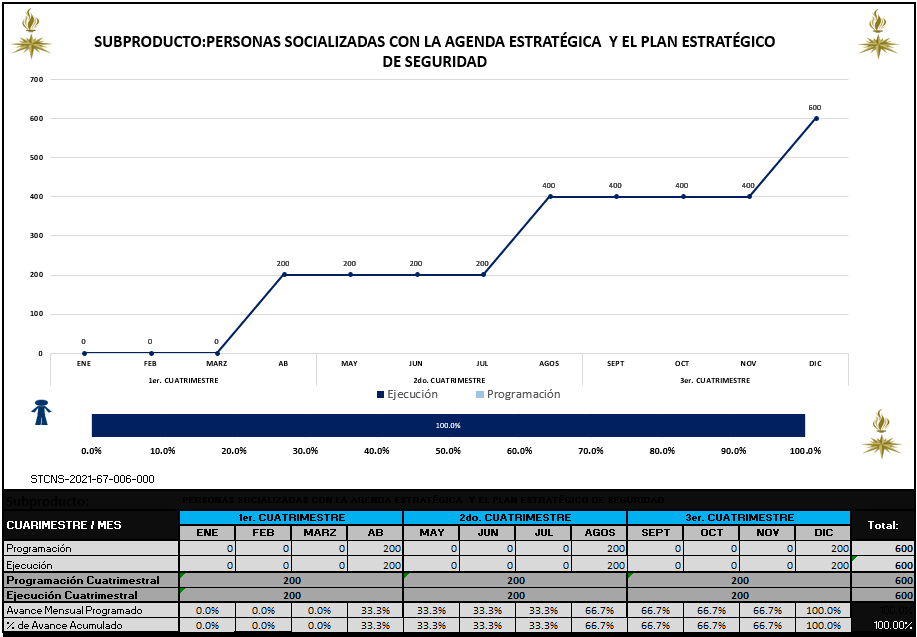 SUBPRODUCTO:PERSONAS SOCIALIZADAS CON LA AGENDA ESTRATÉGICA Y EL PLAN ESTRATÉGICO
DE SEGURIDAD
700
600
500
400
300
200
100
0
0 0 0 200 200 200 200 400 400 400 400 600
ENE FEB MARZ AB MAY JUN JUL AGOS SEPT OCT NOV DIC
1er. CUATRIMESTRE 2do. CUATRIMESTRE 3er. CUATRIMESTRE
Ejecución Programación
100.0%
0.0% 10.0% 20.0% 30.0% 40.0% 50.0% 60.0% 70.0% 80.0% 90.0% 100.0%
STCNS-2021-67-006-000
Subproducto: PERSONAS SOCIALIZADAS CON LA AGENDA ESTRATÉGICA Y EL PLAN ESTRATÉGICO DE SEGURIDAD
CUARIMESTRE / MES 1er. CUATRIMESTRE 2do. CUATRIMESTRE 3er. CUATRIMESTRE Total:
ENE FEB MARZ AB MAY JUN JUL AGOS SEPT OCT NOV DIC
Programación 0 0 0 200 0 0 0 200 0 0 0 200 600
Ejecución 0 0 0 200 0 0 0 200 0 0 0 200 600
Programación Cuatrimestral 200 200 200 600
Ejecución Cuatrimestral 200 200 200 600
Avance Mensual Programado 0.0% 0.0% 0.0% 33.3% 33.3% 33.3% 33.3% 66.7% 66.7% 66.7% 66.7% 100.0% 100.0%
% de Avance Acumulado 0.0% 0.0% 0.0% 33.3% 33.3% 33.3% 33.3% 66.7% 66.7% 66.7% 66.7% 100.0% 100.00%